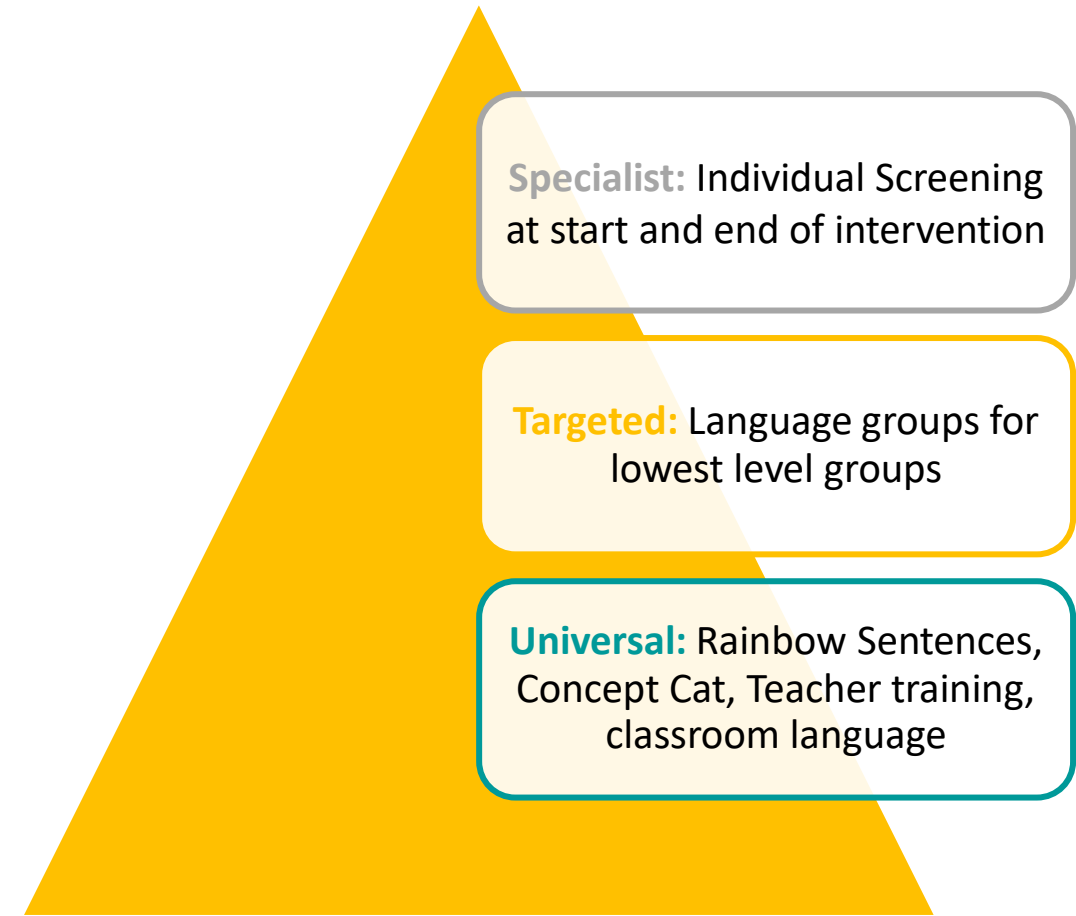 Specialist: Individual Screening
at start and end of intervention
Targeted: Language groups for
lowest level groups
Universal: Rainbow Sentences,
Concept Cat, Teacher training,
classroom language